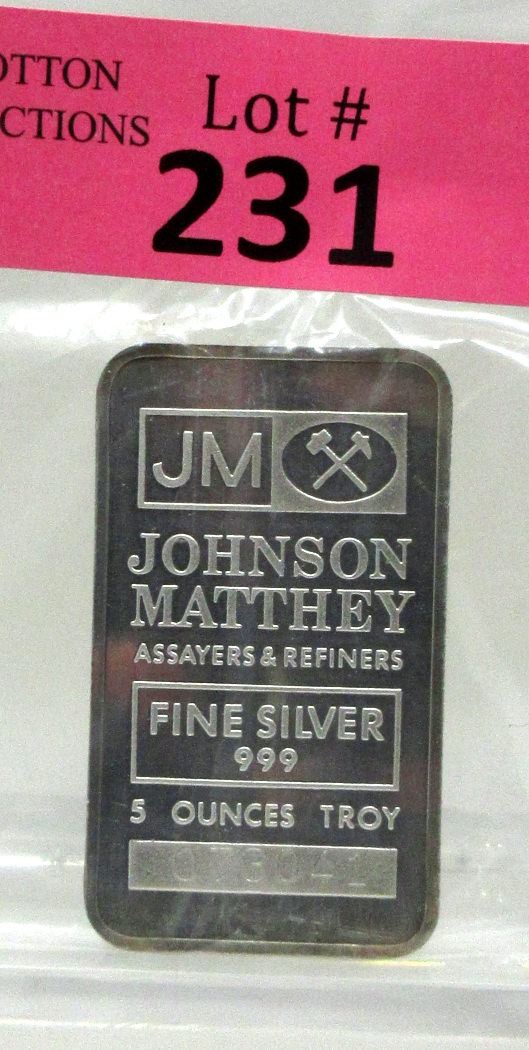 OTTON
CTIONS
Lot #
231
JM
JOHNSON
MATTHEY
ASSAYERS & REFINERS
FINE SILVER
999
5 OUNCES TROY